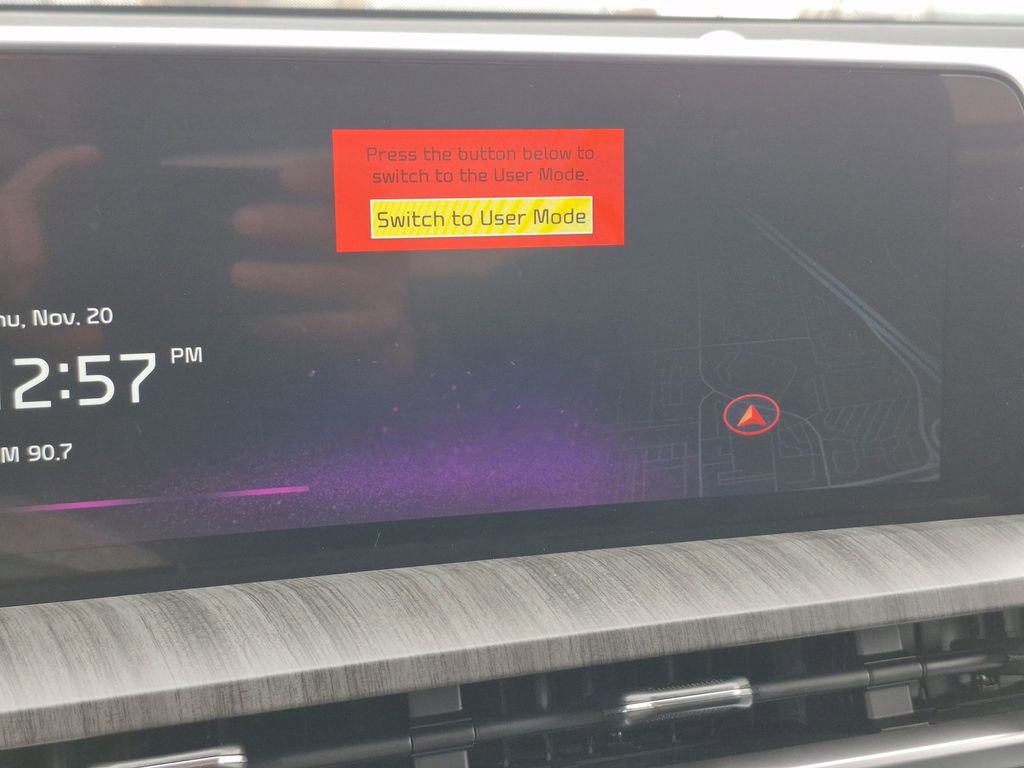 Press the button below to
switch to the User Mode.
Switch to User Mode
Nov. 20
2:57 PM
90.7